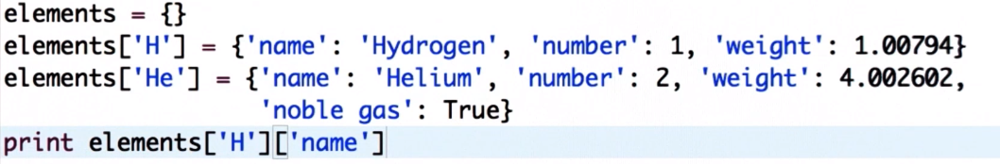 elements = {}
elements['H'] = {'name': 'Hydrogen', 'number': 1, 'weight': 1.00794}
elements['He'] = {'name': 'Helium', 'number': 2, 'weight': 4.002602,
'noble gas': True}
print elements['H']['name']